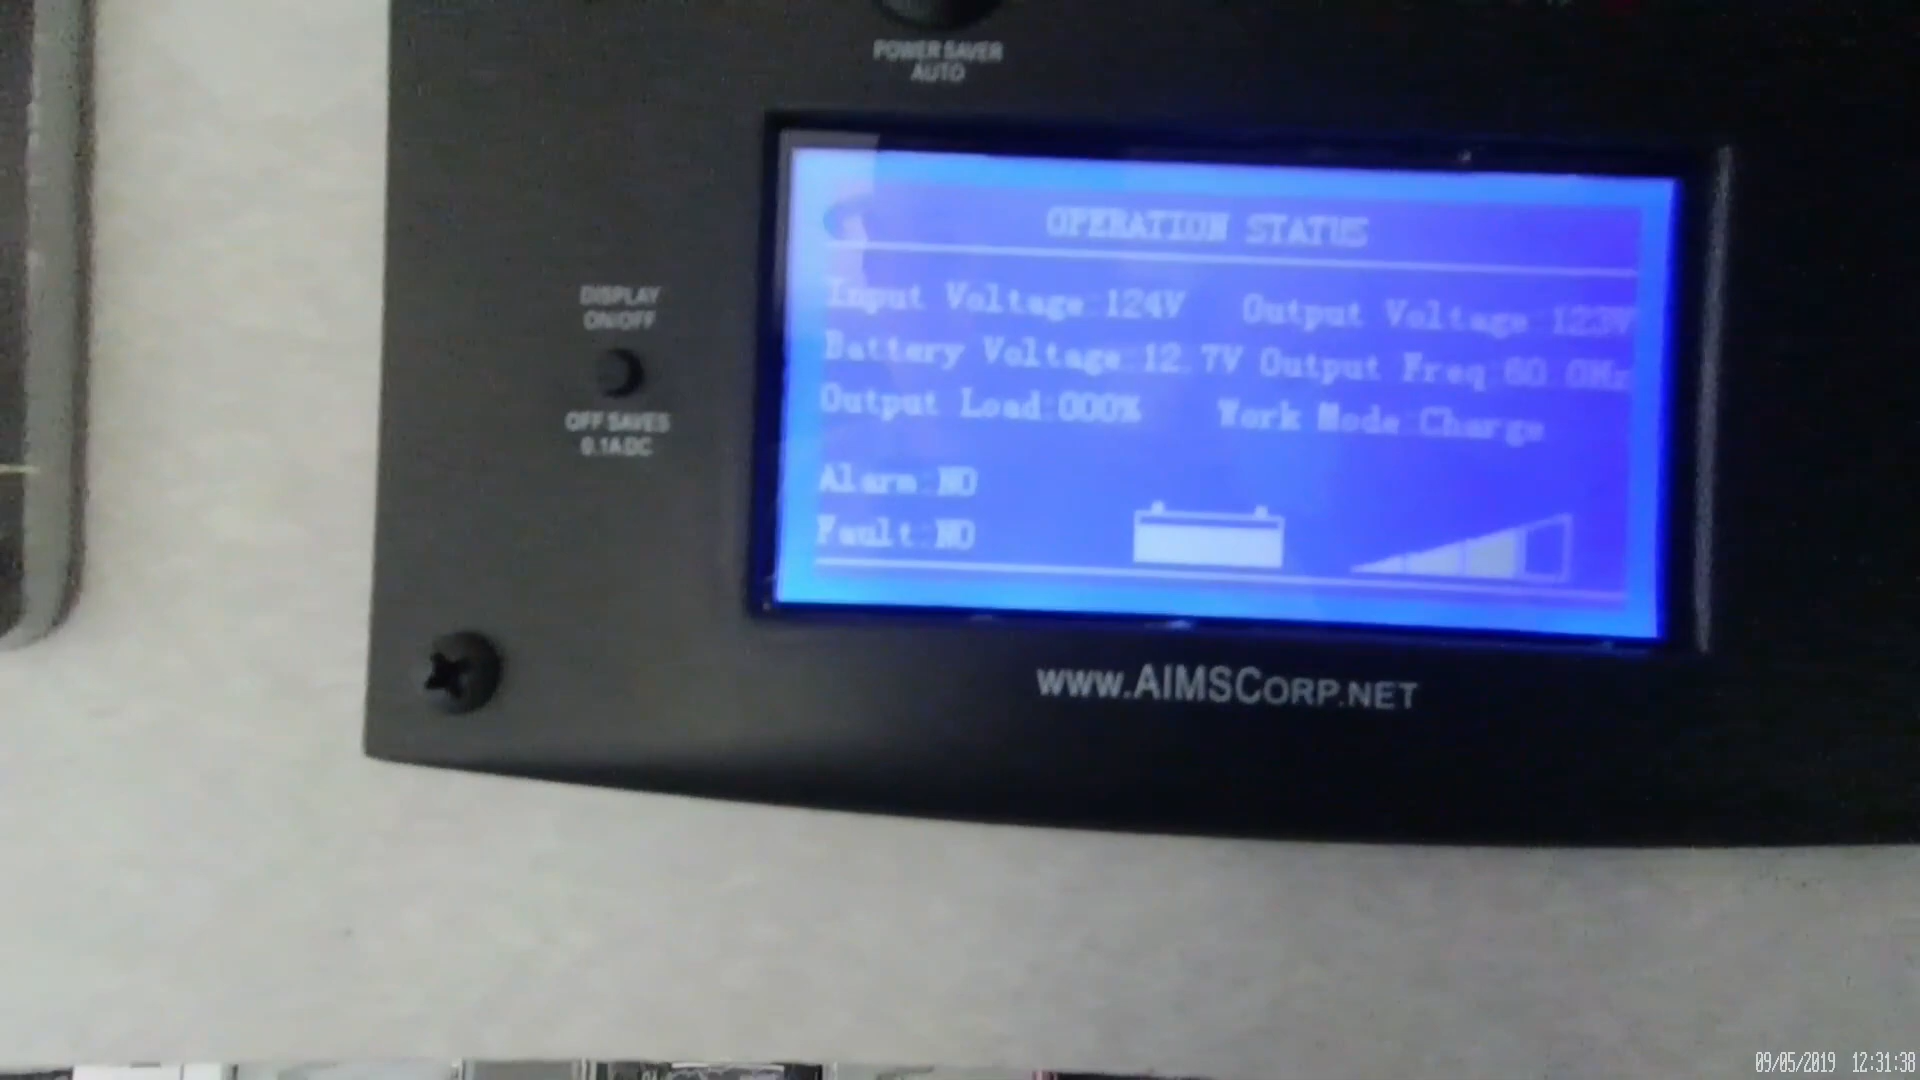 POWER SAVER
AUTO
OPERATION STATUS
Input Voltage:124V Output Voltage:123V
Battery Voltage:12.7V Output Freq:60.0Hz
Output Load:000% Work Mode:Charge
Alarm:NO
Fault:NO
DISPLAY
ON/OFF
OFF SAVES
0.1A DC
www.AIMSCorp.net
09/05/2019 12:31:38